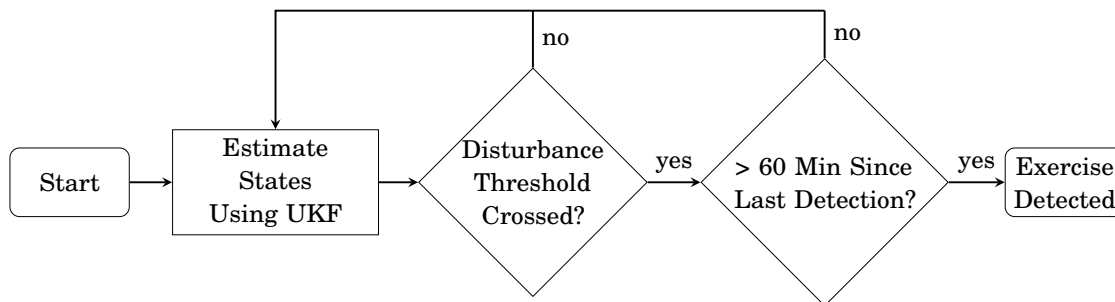 no
no
Start
Estimate
States
Using UKF
Disturbance
Threshold
Crossed?
yes
> 60 Min Since
Last Detection?
yes
Exercise
Detected